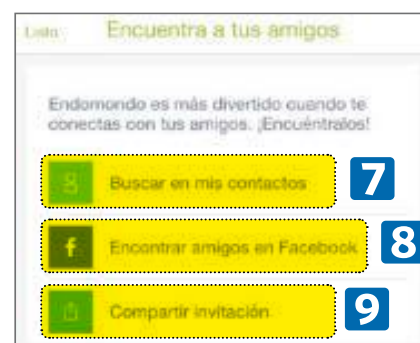 Listo Encuentra a tus amigos
Endomondo es más divertido cuando te
conectas con tus amigos. ¡Encuéntralos!
Buscar en mis contactos 7
f Encontrar amigos en Facebook 8
Compartir invitación 9